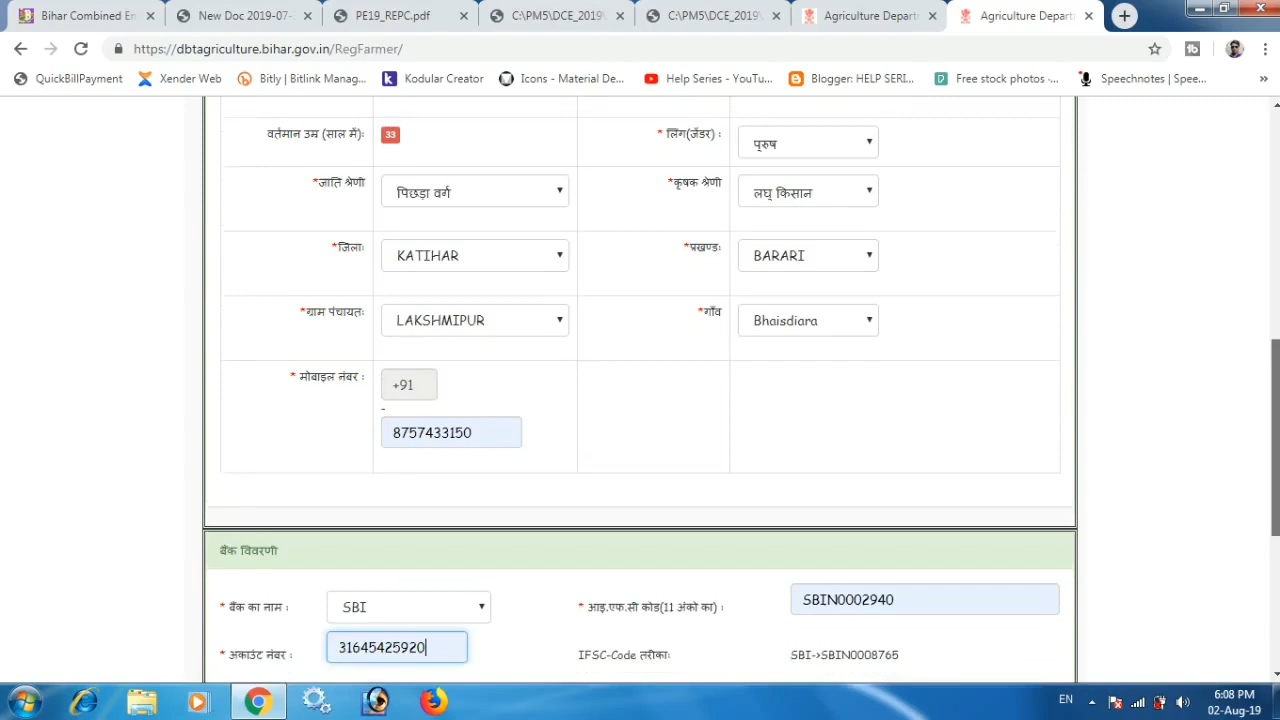 Bihar Combined En
New Doc 2019-07-
PE19_REPC.pdf
C:\PM5\DCE_2019\
C:\PM5\DCE_2019\
Agriculture Depart
Agriculture Depart
https://dbtagriculture.bihar.gov.in/RegFarmer/
QuickBillPayment
Xender Web
Bitly | Bitlink Manag...
Kodular Creator
Icons - Material De...
Help Series - YouTu...
Blogger: HELP SERI...
Free stock photos -...
Speechnotes | Spee...
»
वर्तमान उम्र (साल में): 33 * लिंग(जेंडर) : पुरुष
*जाति श्रेणी पिछड़ा वर्ग *कृषक श्रेणी लघु किसान
*जिला: KATIHAR *प्रखण्ड: BARARI
*ग्राम पंचायत: LAKSHMIPUR *गाँव Bhaisdiara
* मोबाइल नंबर : +91
-
8757433150
बैंक विवरणी
* बैंक का नाम : SBI * आइ.एफ.सी कोड(11 अंको का) : SBIN0002940
* अकाउंट नंबर : 31645425920 IFSC-Code तरीका: SBI->SBIN0008765
EN 6:08 PM
02-Aug-19